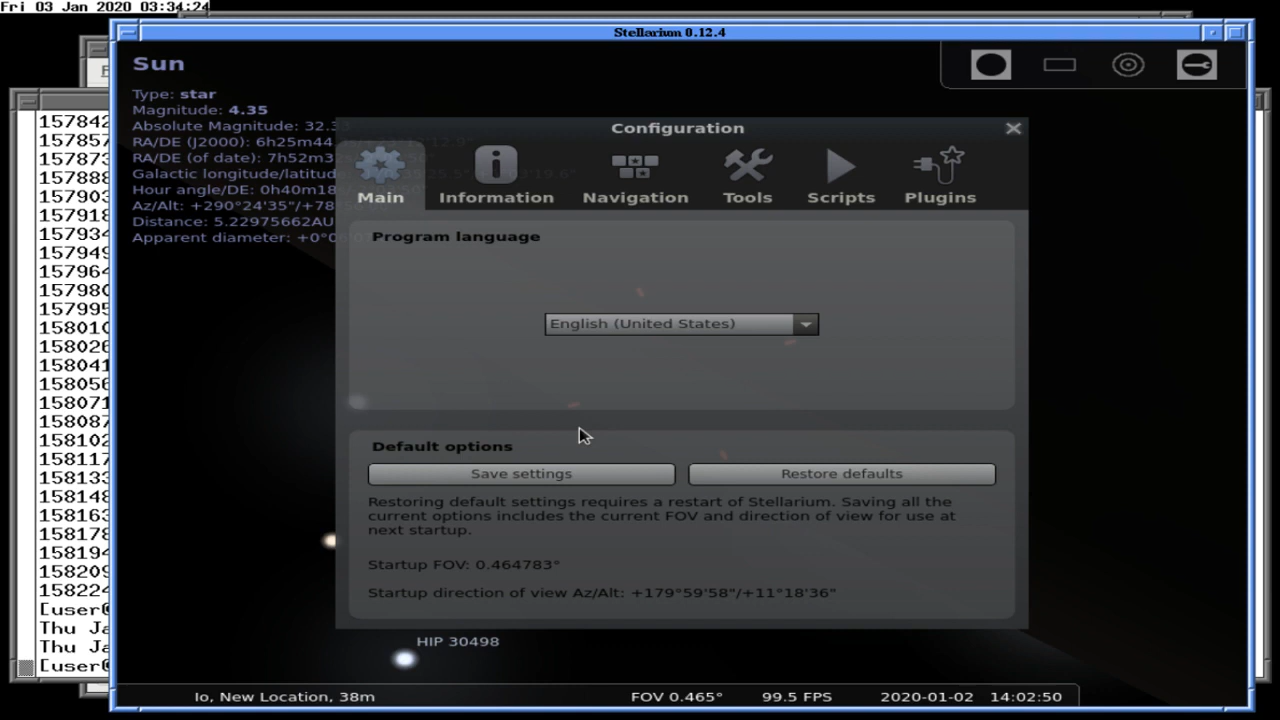 Fri 03 Jan 2020 03:34:24
Stellarium 0.12.4
Sun
Type: star
Magnitude: 4.35
Absolute Magnitude: 32.3
RA/DE (J2000): 6h25m44
RA/DE (of date): 7h52m3
Galactic longitude/latitude:
Hour angle/DE: 0h40m18
Az/Alt: +290°24'35"/+78°
Distance: 5.22975662AU
Apparent diameter: +0°0
Configuration
Main
Information
Navigation
Tools
Scripts
Plugins
Program language
English (United States)
Default options
Save settings
Restore defaults
Restoring default settings requires a restart of Stellarium. Saving all the
current options includes the current FOV and direction of view for use at
next startup.
Startup FOV: 0.464783°
Startup direction of view Az/Alt: +179°59'58"/+11°18'36"
HIP 30498
Io, New Location, 38m
FOV 0.465°
99.5 FPS
2020-01-02
14:02:50
157842
157857
157873
157888
157903
157918
157934
157949
157964
157980
157995
158010
158026
158041
158056
158071
158087
158102
158117
158133
158148
158163
158178
158194
158209
158224
[user@
Thu Ja
Thu Ja
[user@